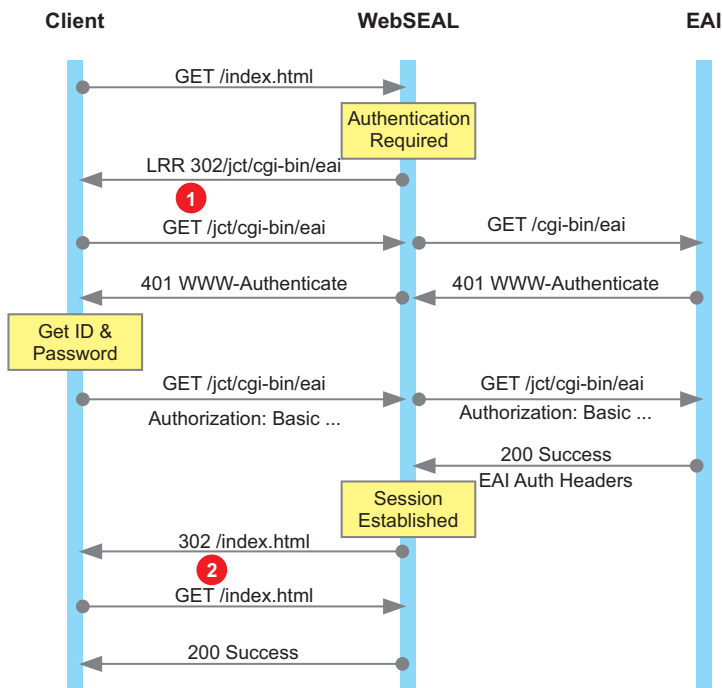 Client
WebSEAL
EAI
GET /index.html
Authentication
Required
LRR 302/jct/cgi-bin/eai
1
GET /jct/cgi-bin/eai
GET /cgi-bin/eai
401 WWW-Authenticate
401 WWW-Authenticate
Get ID &
Password
GET /jct/cgi-bin/eai
GET /jct/cgi-bin/eai
Authorization: Basic ...
Authorization: Basic ...
200 Success
EAI Auth Headers
Session
Established
302 /index.html
2
GET /index.html
200 Success